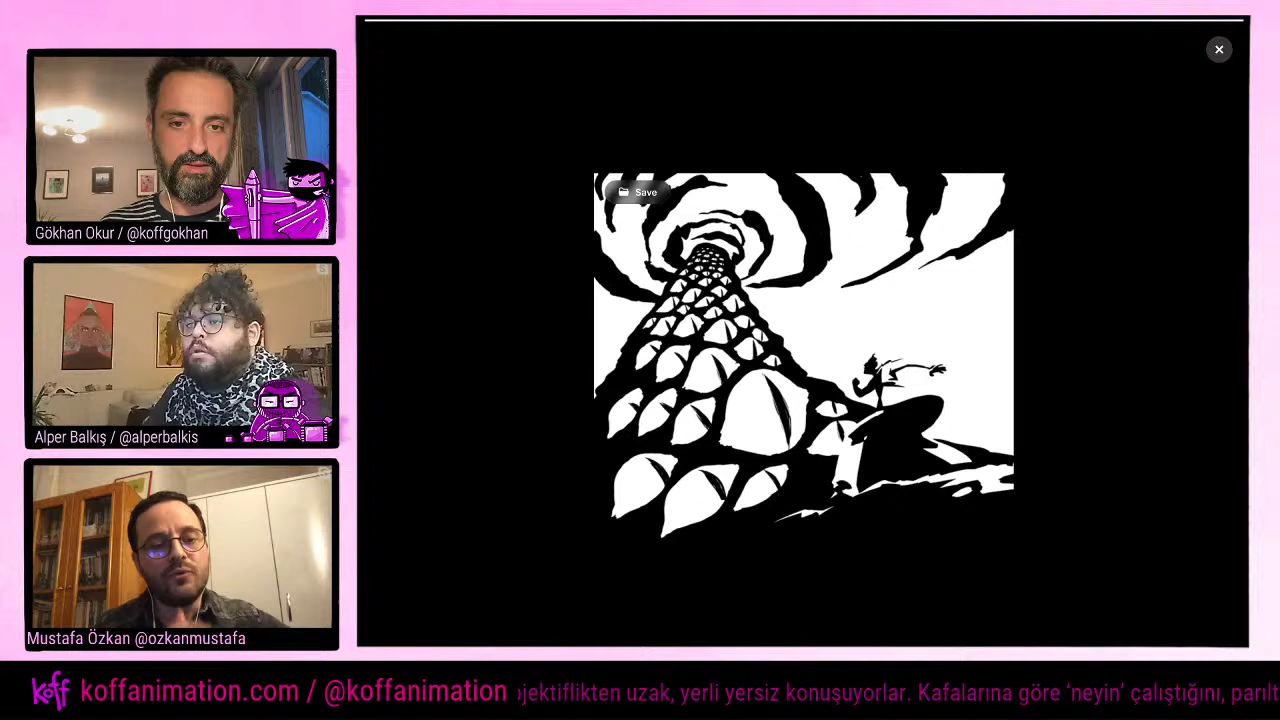 Gökhan Okur / @koffgokhan
Save
Alper Balkış / @alperbalkis
Mustafa Özkan @ozkanmustafa
koff koffanimation.com / @koffanimation jektiflikten uzak, yerli yersiz konuşuyorlar. Kafalarına göre ‘neyin’ çalıştığını, parılt